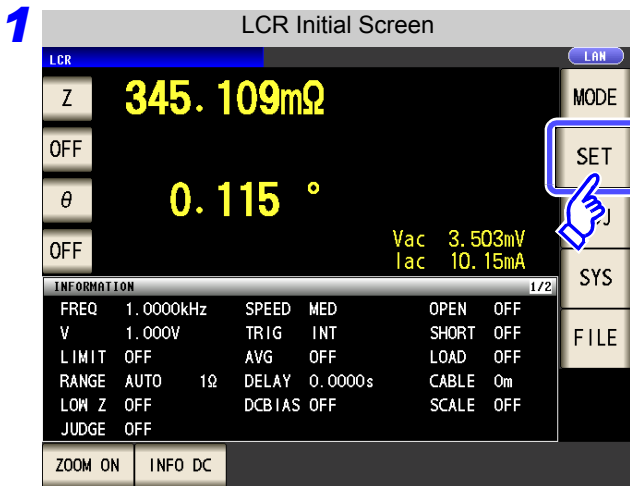 1
LCR Initial Screen
LCR
LAN
Z 345.109mΩ
MODE
OFF
SET
θ 0.115 °
OFF
Vac 3.503mV
Iac 10.15mA
SYS
INFORMATION 1/2
FREQ 1.0000kHz SPEED MED OPEN OFF
V 1.000V TRIG INT SHORT OFF
FILE
LIMIT OFF AVG OFF LOAD OFF
RANGE AUTO 1Ω DELAY 0.0000s CABLE 0m
LOW Z OFF DCBIAS OFF SCALE OFF
JUDGE OFF
ZOOM ON INFO DC